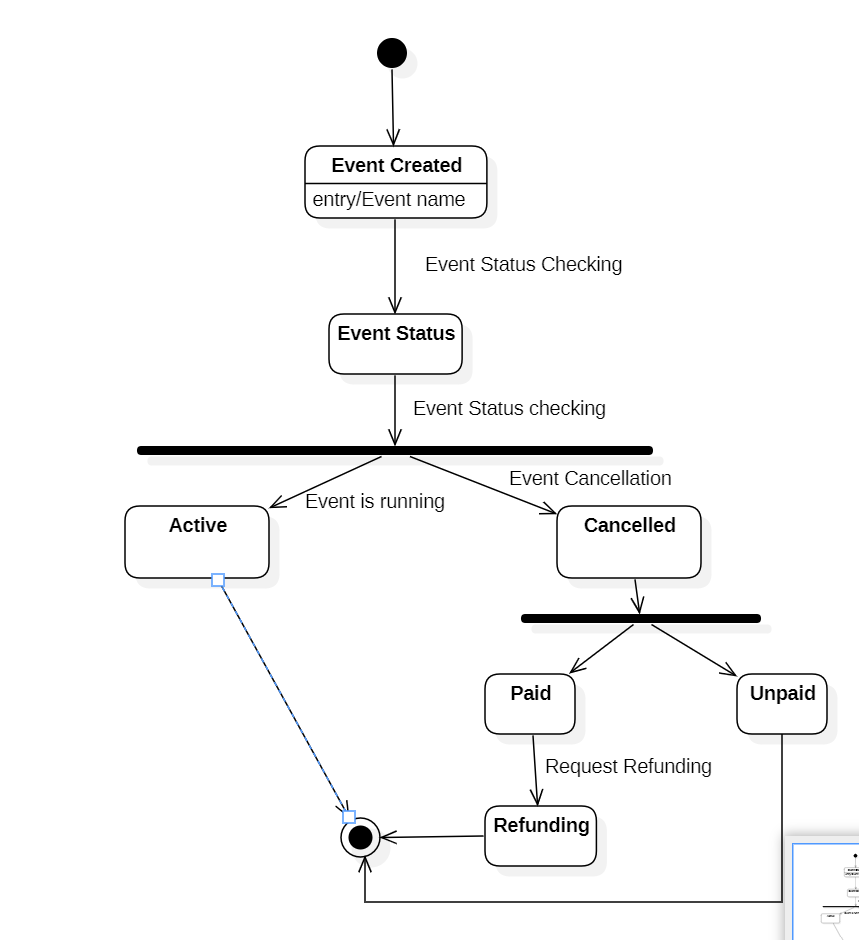 Event Created
entry/Event name
Event Status Checking
Event Status
Event Status checking
Event Cancellation
Event is running
Active
Cancelled
Paid
Unpaid
Request Refunding
Refunding